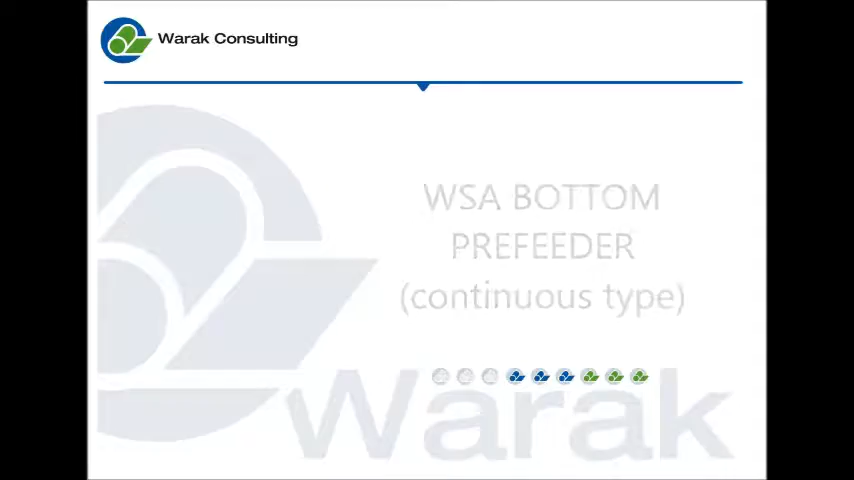 Warak Consulting
WSA BOTTOM
PREFEEDER
(continuous type)
Warak